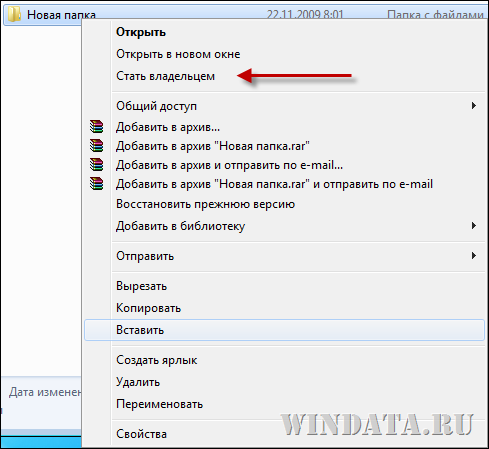 Новая папка 22.11.2009 8:01 Папка с файлами
Открыть
Открыть в новом окне
Стать владельцем
Общий доступ
Добавить в архив...
Добавить в архив "Новая папка.rar"
Добавить в архив и отправить по e-mail...
Добавить в архив "Новая папка.rar" и отправить по e-mail
Восстановить прежнюю версию
Добавить в библиотеку
Отправить
Вырезать
Копировать
Вставить
Создать ярлык
Дата изменен
Удалить
Переименовать
Свойства
WINDATA.RU